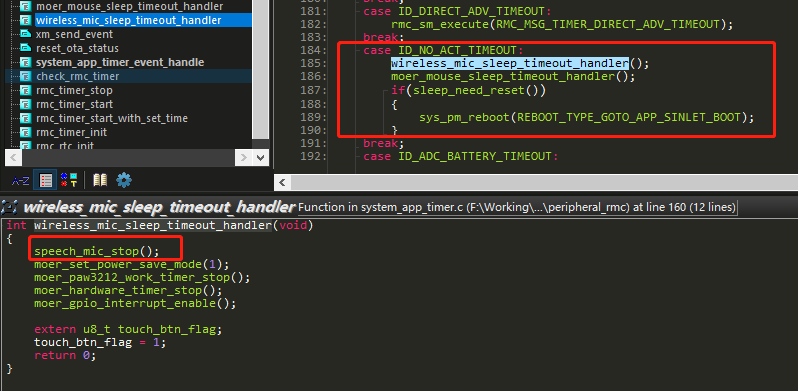 moer_mouse_sleep_timeout_handler
wireless_mic_sleep_timeout_handler
xm_send_event
reset_ota_status
system_app_timer_event_handle
check_rmc_timer
rmc_timer_stop
rmc_timer_start
rmc_timer_start_with_set_time
rmc_timer_init
rmc_rtc_init
A-Z
181: case ID_DIRECT_ADV_TIMEOUT:
182: rmc_sm_execute(RMC_MSG_TIMER_DIRECT_ADV_TIMEOUT);
183: break;
184: case ID_NO_ACT_TIMEOUT:
185: wireless_mic_sleep_timeout_handler();
186: moer_mouse_sleep_timeout_handler();
187: if(sleep_need_reset())
188: {
189: sys_pm_reboot(REBOOT_TYPE_GOTO_APP_SINLET_BOOT);
190: }
191: break;
192: case ID_ADC_BATTERY_TIMEOUT:
wireless_mic_sleep_timeout_handler Function in system_app_timer.c (F:\Working\...\peripheral_rmc) at line 160 (12 lines)
int wireless_mic_sleep_timeout_handler(void)
{
speech_mic_stop();
moer_set_power_save_mode(1);
moer_paw3212_work_timer_stop();
moer_hardware_timer_stop();
moer_gpio_interrupt_enable();
extern u8_t touch_btn_flag;
touch_btn_flag = 1;
return 0;
}